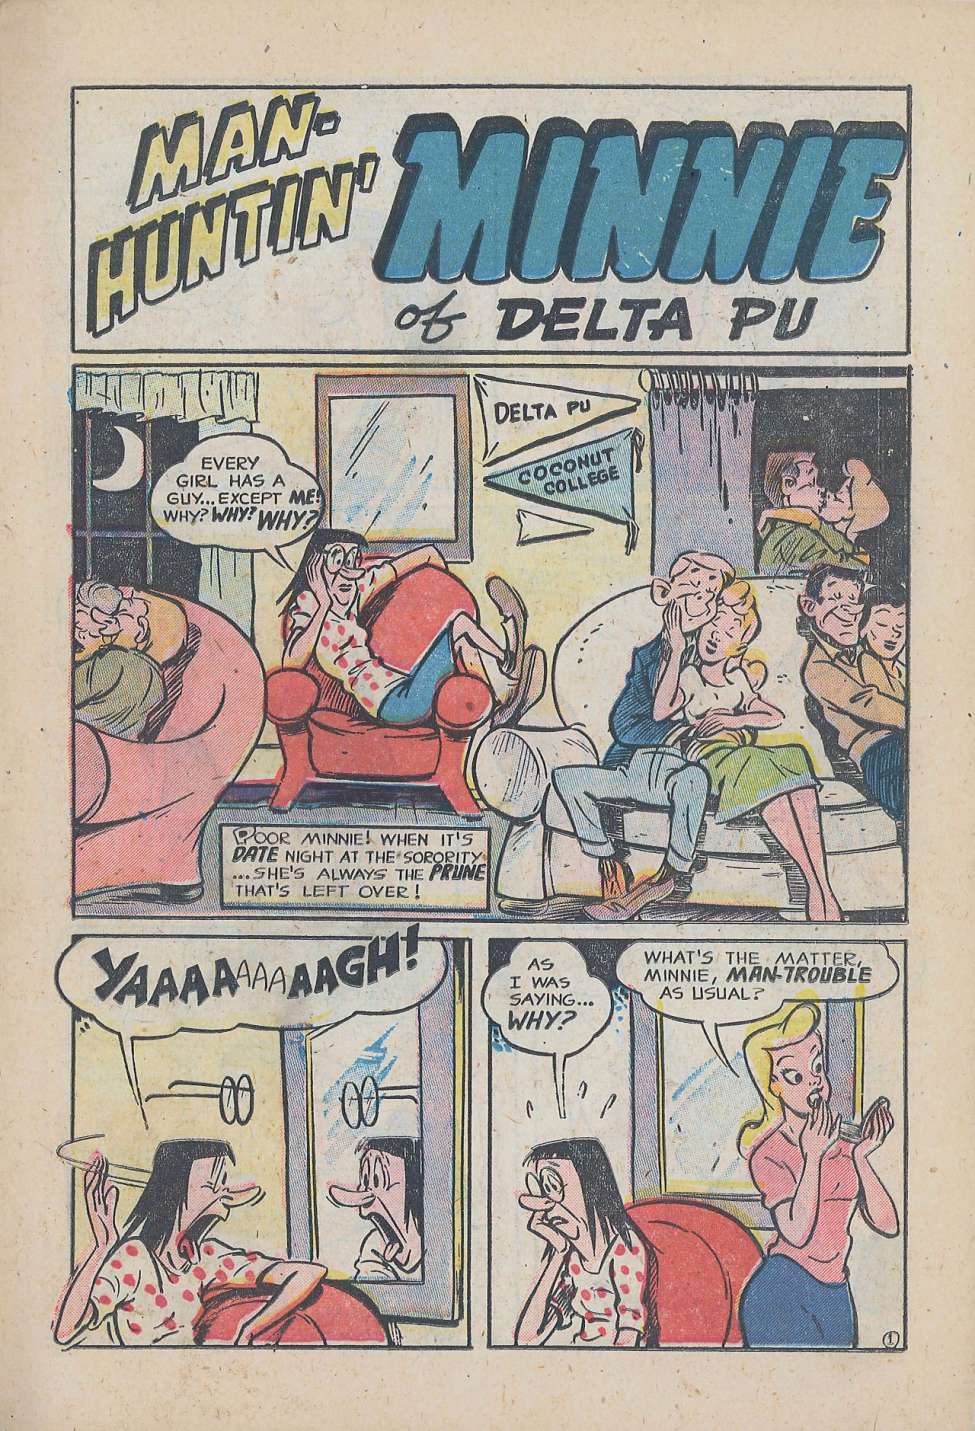 MAN-
HUNTIN'
MINNIE
of DELTA PU
DELTA PU
COCONUT
COLLEGE
EVERY
GIRL HAS A
GUY... EXCEPT ME!
WHY? WHY? WHY?
POOR MINNIE! WHEN IT'S
DATE NIGHT AT THE SORORITY
...SHE'S ALWAYS THE PRUNE
THAT'S LEFT OVER!
YAAAAAAAAAGH!
AS
I WAS
SAYING...
WHY?
WHAT'S THE MATTER,
MINNIE, MAN-TROUBLE
AS USUAL?
1